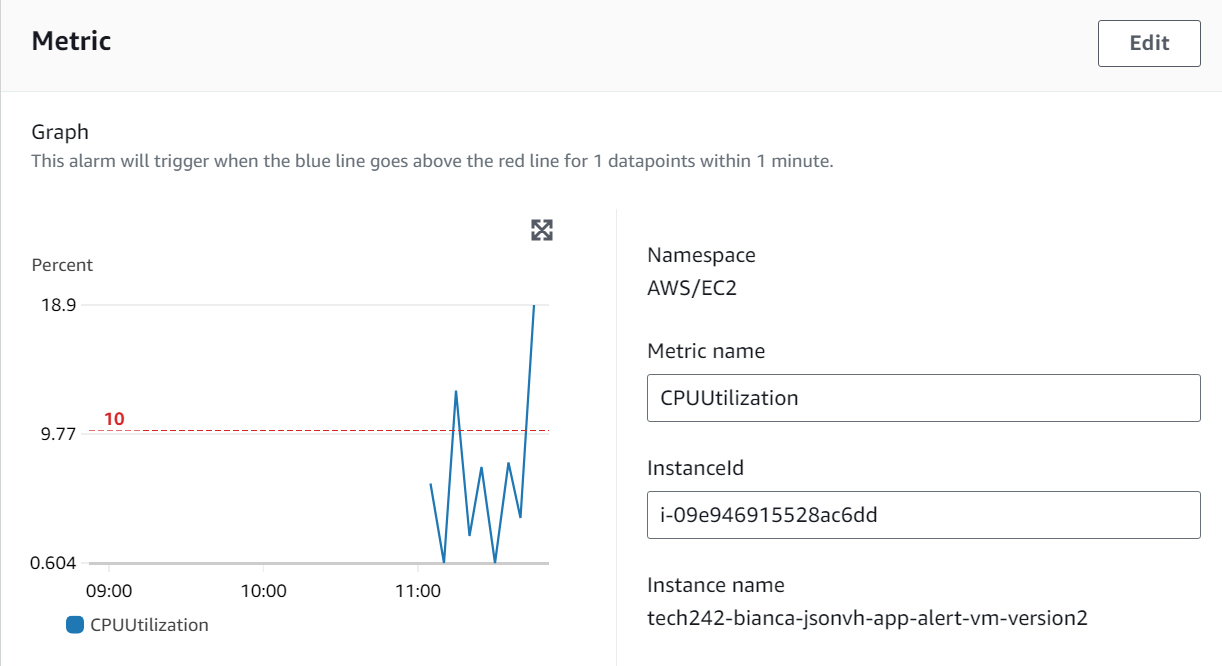 Metric
Edit
Graph
This alarm will trigger when the blue line goes above the red line for 1 datapoints within 1 minute.
Percent
18.9
10
9.77
0.604
09:00 10:00 11:00
CPUUtilization
Namespace
AWS/EC2
Metric name
CPUUtilization
InstanceId
i-09e946915528ac6dd
Instance name
tech242-bianca-jsonvh-app-alert-vm-version2